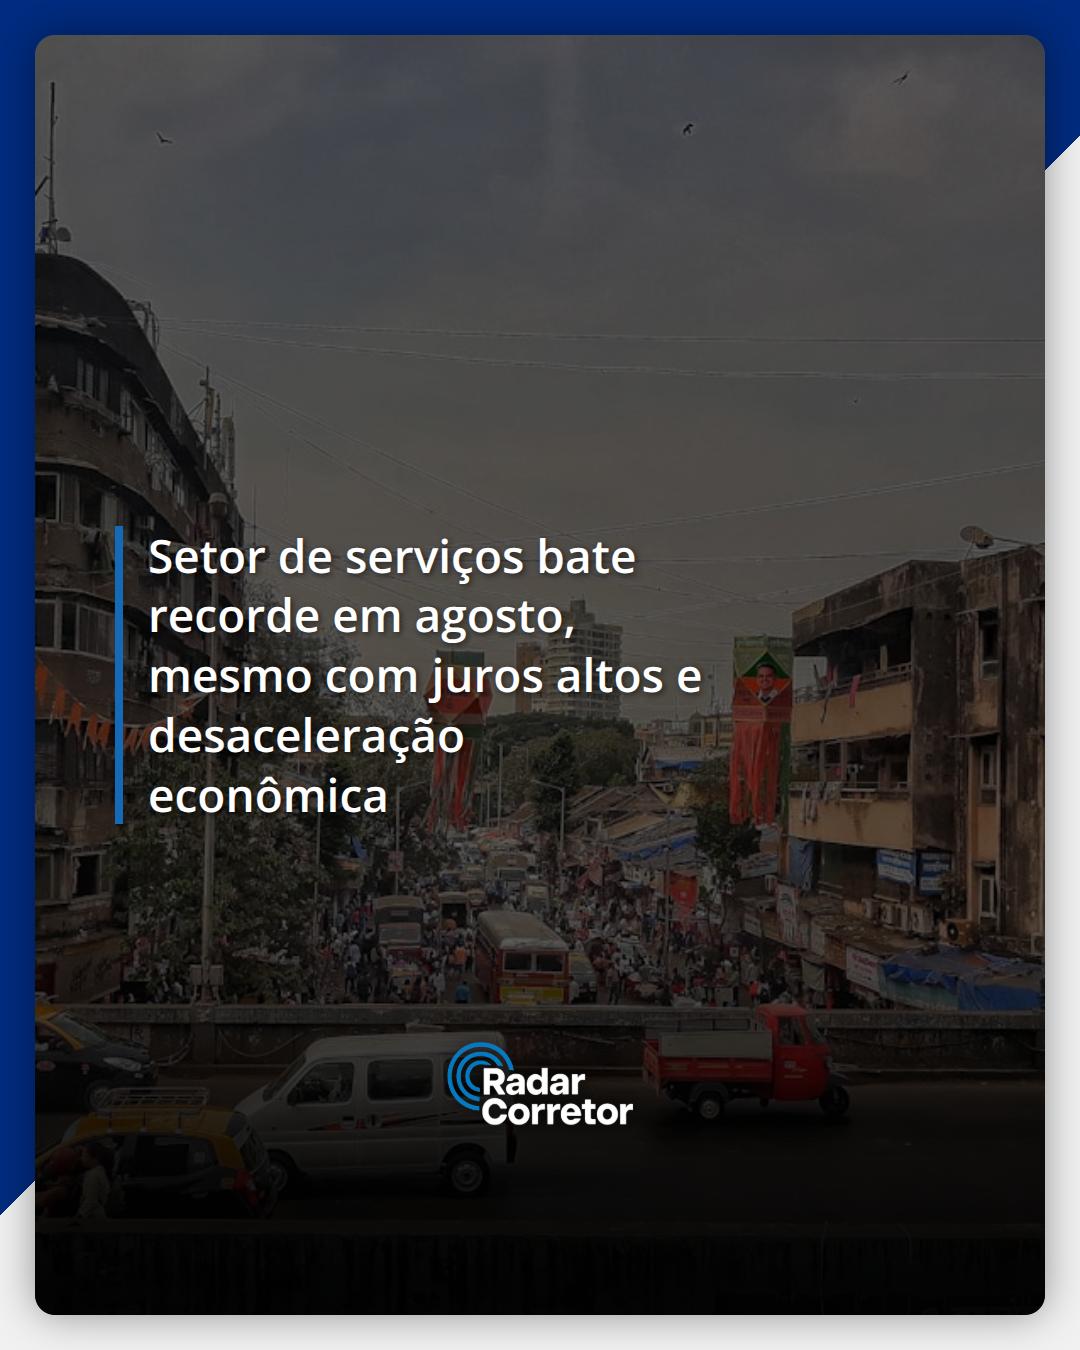 Setor de serviços bate
recorde em agosto,
mesmo com juros altos e
desaceleração
econômica
Radar
Corretor